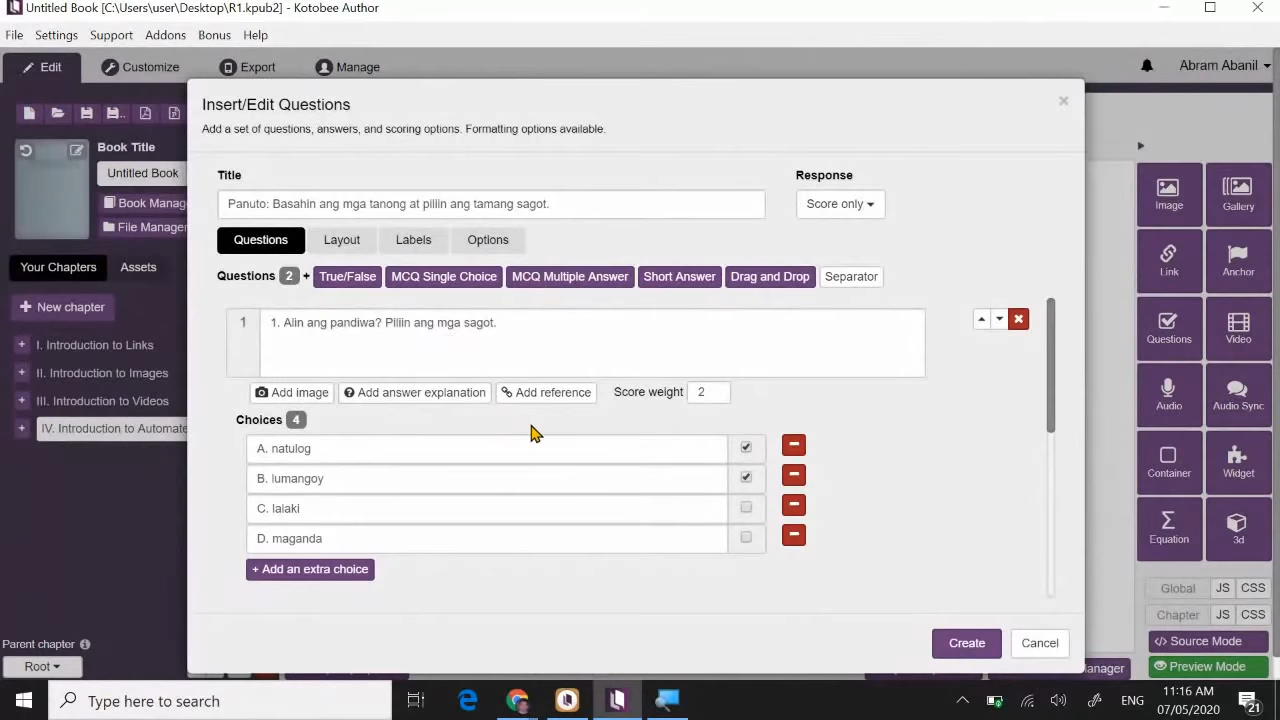 Untitled Book [C:\Users\user\Desktop\R1.kpub2] - Kotobee Author
File Settings Support Addons Bonus Help
Edit Customize Export Manage Abram Abanil
Insert/Edit Questions
Add a set of questions, answers, and scoring options. Formatting options available.
Book Title
Untitled Book
Book Manag
File Manager
Your Chapters Assets
New chapter
I. Introduction to Links
II. Introduction to Images
III. Introduction to Videos
IV. Introduction to Automate
Parent chapter
Root
Title Response
Panuto: Basahin ang mga tanong at piliin ang tamang sagot. Score only
Questions Layout Labels Options
Questions 2 + True/False MCQ Single Choice MCQ Multiple Answer Short Answer Drag and Drop Separator
1 1. Alin ang pandiwa? Piliin ang mga sagot.
Add image Add answer explanation Add reference Score weight 2
Choices 4
A. natulog
B. lumangoy
C. lalaki
D. maganda
+ Add an extra choice
Create Cancel
Image Gallery
Link Anchor
Questions Video
Audio Audio Sync
Container Widget
Equation 3d
Global JS CSS
Chapter JS CSS
</> Source Mode
Preview Mode
anager
Type here to search
ENG
11:16 AM
07/05/2020
21